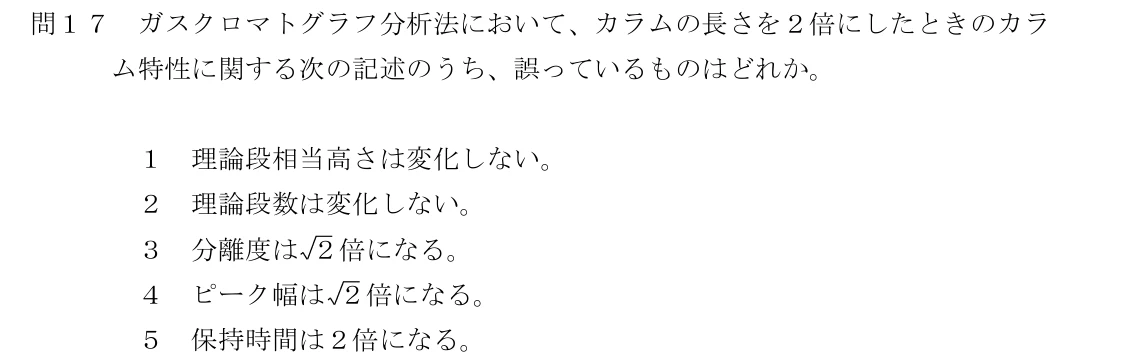 問１７　ガスクロマトグラフ分析法において、カラムの長さを２倍にしたときのカラ
ム特性に関する次の記述のうち、誤っているものはどれか。
１　理論段相当高さは変化しない。
２　理論段数は変化しない。
３　分離度は√2 倍になる。
４　ピーク幅は√2 倍になる。
５　保持時間は２倍になる。